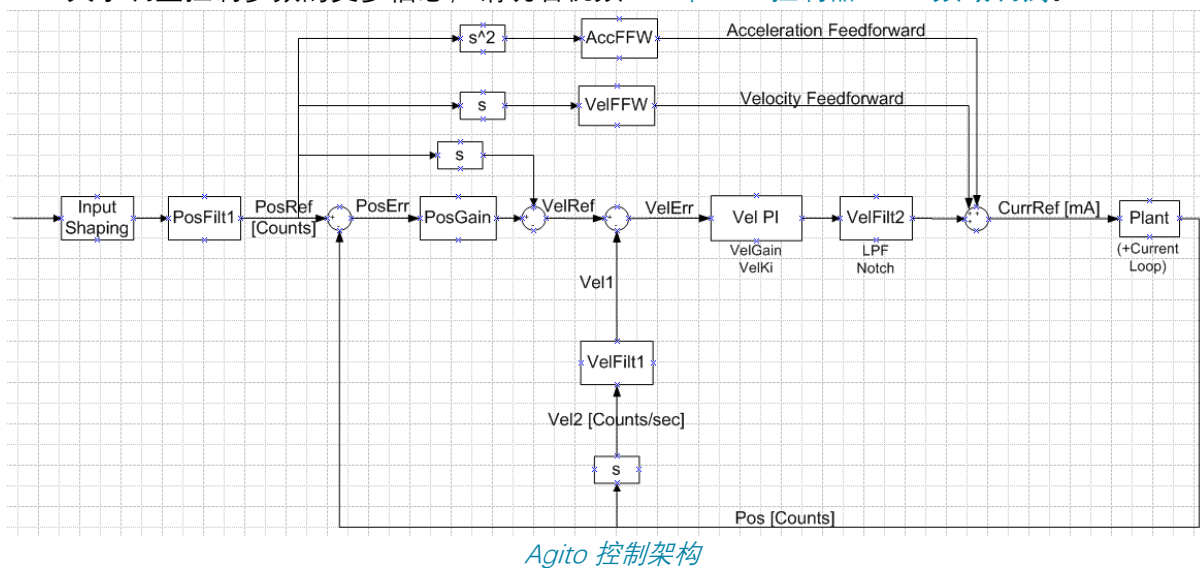 s^2
AccFFW
Acceleration Feedforward
s
VelFFW
Velocity Feedforward
s
Input
Shaping
PosFilt1
PosRef
[Counts]
PosErr
PosGain
VelRef
VelErr
Vel PI
VelGain
VelKi
VelFilt2
LPF
Notch
CurrRef [mA]
Plant
(+Current
Loop)
Vel1
VelFilt1
Vel2 [Counts/sec]
s
Pos [Counts]
Agito 控制架构